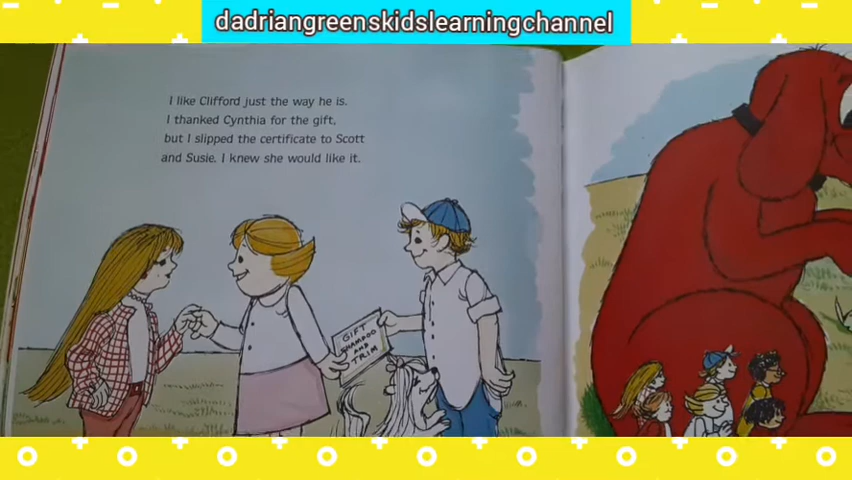 dadriangreenskidslearningchannel
I like Clifford just the way he is.
I thanked Cynthia for the gift,
but I slipped the certificate to Scott
and Susie. I knew she would like it.
GIFT
SHAMPOO
AND
TRIM